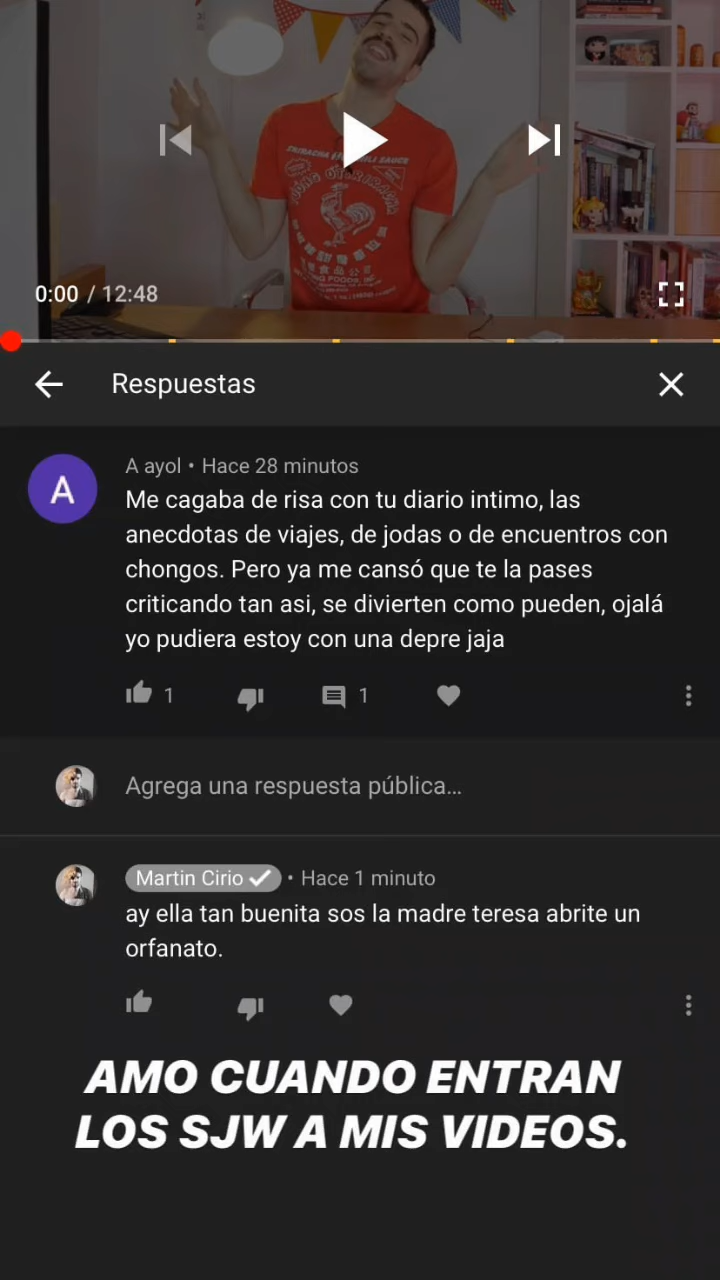 SRIRACHA HOT CHILI SAUCE
0:00 / 12:48
Respuestas
A
A ayol • Hace 28 minutos
Me cagaba de risa con tu diario intimo, las
anecdotas de viajes, de jodas o de encuentros con
chongos. Pero ya me cansó que te la pases
criticando tan asi, se divierten como pueden, ojalá
yo pudiera estoy con una depre jaja
1
1
Agrega una respuesta pública...
Martin Cirio • Hace 1 minuto
ay ella tan buenita sos la madre teresa abrite un
orfanato.
AMO CUANDO ENTRAN
LOS SJW A MIS VIDEOS.